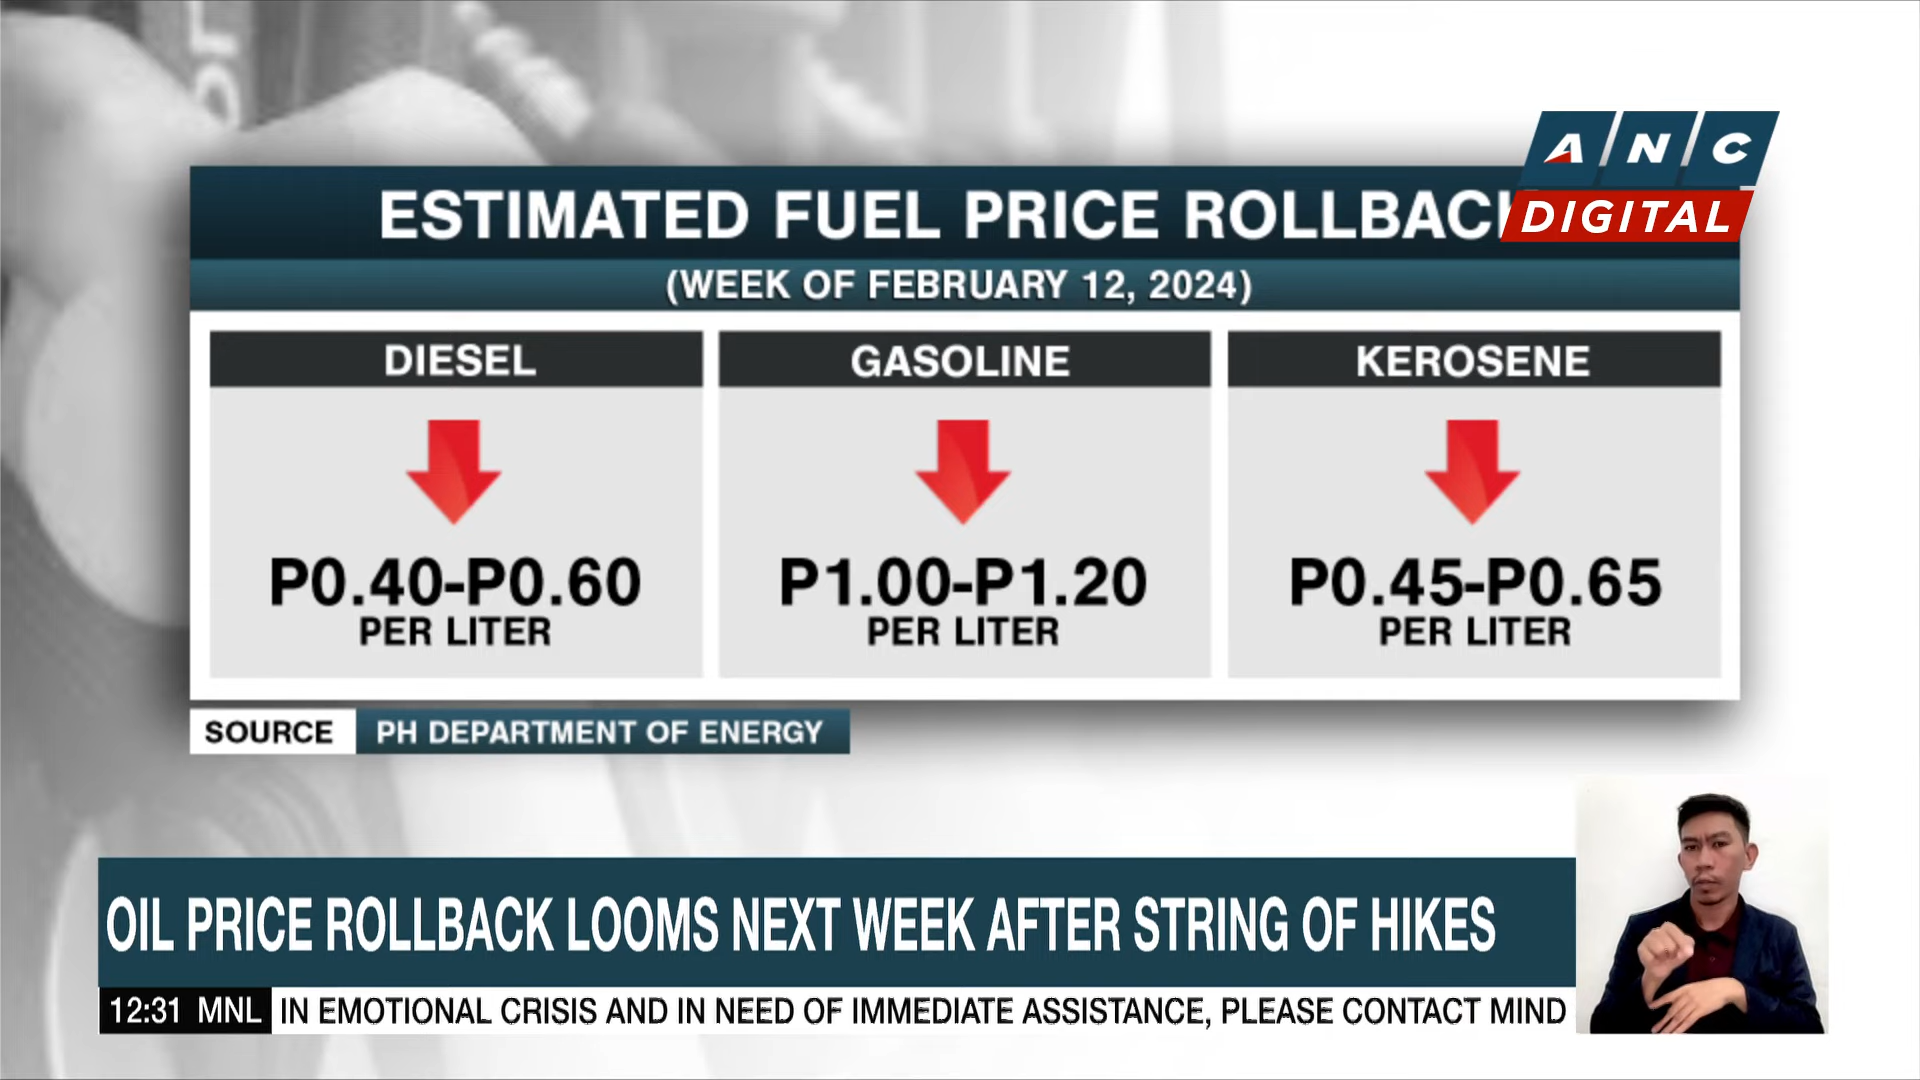 ANC
DIGITAL
ESTIMATED FUEL PRICE ROLLBACK
(WEEK OF FEBRUARY 12, 2024)
DIESEL
P0.40-P0.60
PER LITER
GASOLINE
P1.00-P1.20
PER LITER
KEROSENE
P0.45-P0.65
PER LITER
SOURCE PH DEPARTMENT OF ENERGY
OIL PRICE ROLLBACK LOOMS NEXT WEEK AFTER STRING OF HIKES
12:31 MNL IN EMOTIONAL CRISIS AND IN NEED OF IMMEDIATE ASSISTANCE, PLEASE CONTACT MIND